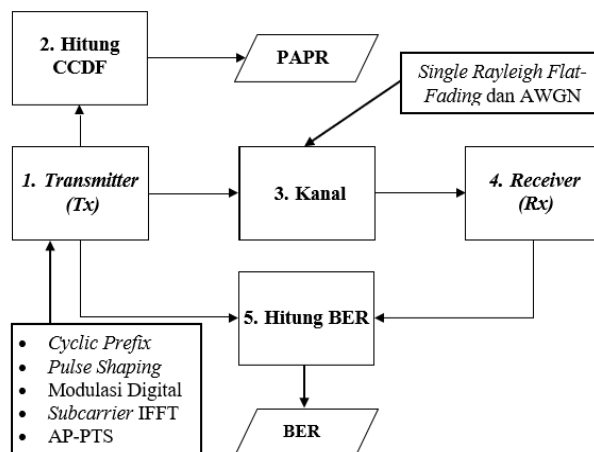 2. Hitung
CCDF
PAPR
Single Rayleigh Flat-
Fading dan AWGN
1. Transmitter
(Tx)
3. Kanal
4. Receiver
(Rx)
5. Hitung BER
• Cyclic Prefix
• Pulse Shaping
• Modulasi Digital
• Subcarrier IFFT
• AP-PTS
BER